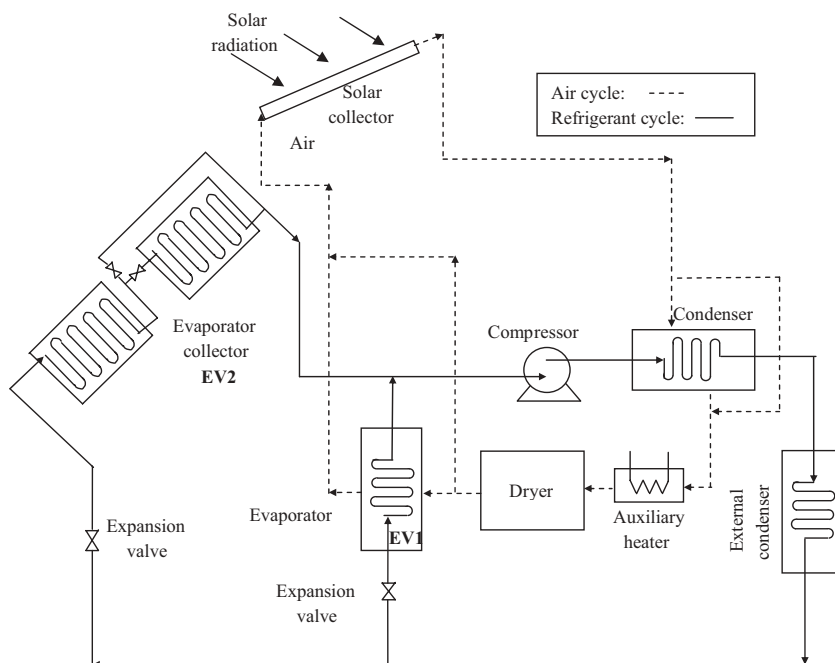 Solar
radiation
Solar
collector
Air
Air cycle:
Refrigerant cycle:
Evaporator
collector
EV2
Compressor
Condenser
Expansion
valve
Evaporator
EV1
Dryer
Auxiliary
heater
External
condenser
Expansion
valve